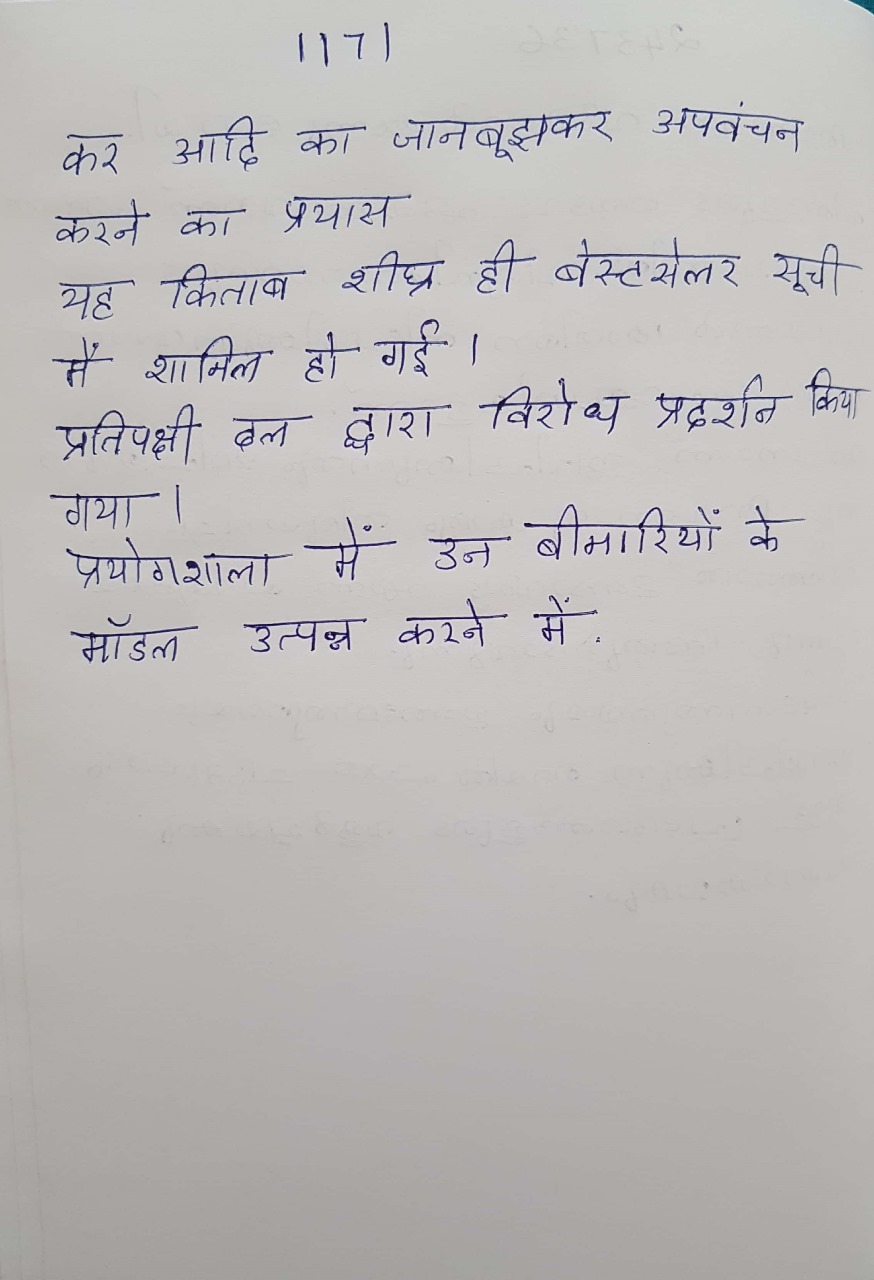 1171
कर आदि का जानबूझकर अपवंचन
करने का प्रयास
यह किताब शीघ्र ही बेस्टसेलर सूची
में शामिल हो गई ।
प्रतिपक्षी दल द्वारा विरोध प्रदर्शन किया
गया ।
प्रयोगशाला में उन बीमारियों के
मॉडल उत्पन्न करने में.